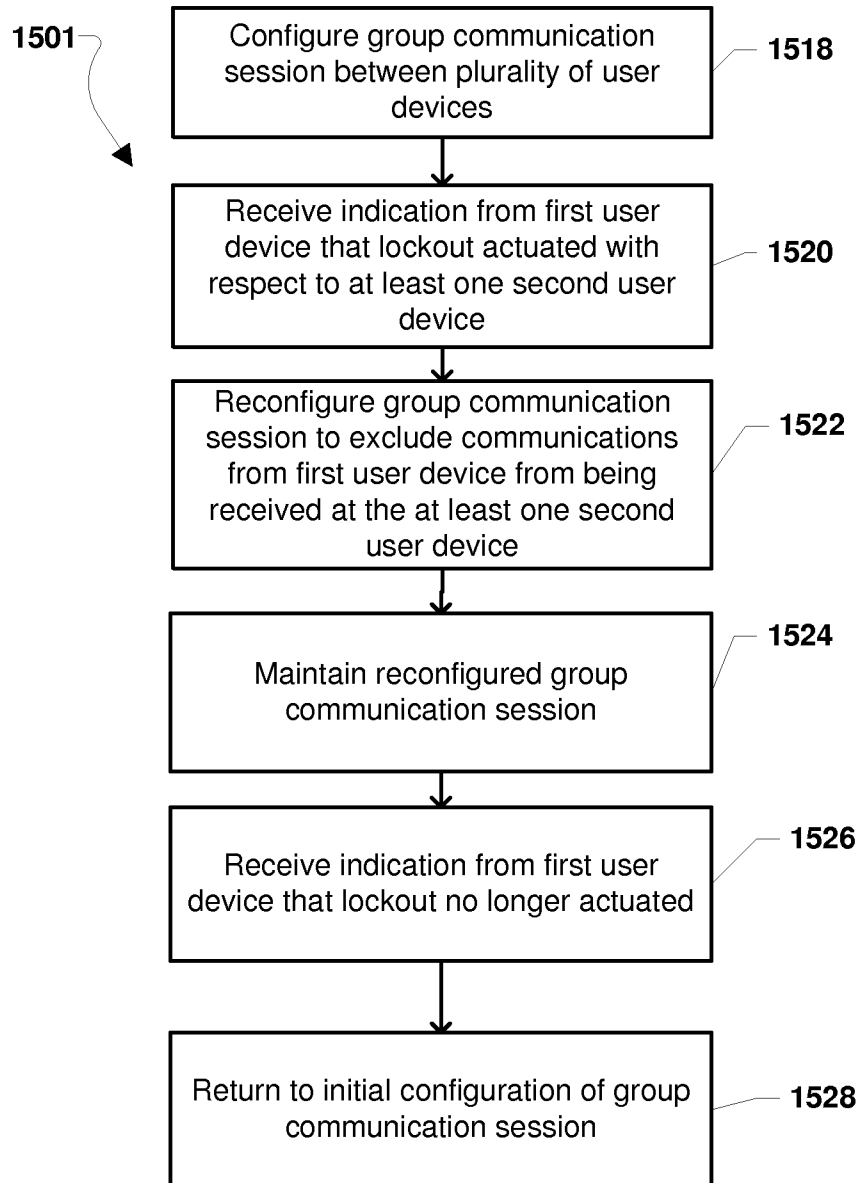 1501
Configure group communication
session between plurality of user
devices
1518
Receive indication from first user
device that lockout actuated with
respect to at least one second user
device
1520
Reconfigure group communication
session to exclude communications
from first user device from being
received at the at least one second
user device
1522
Maintain reconfigured group
communication session
1524
Receive indication from first user
device that lockout no longer actuated
1526
Return to initial configuration of group
communication session
1528